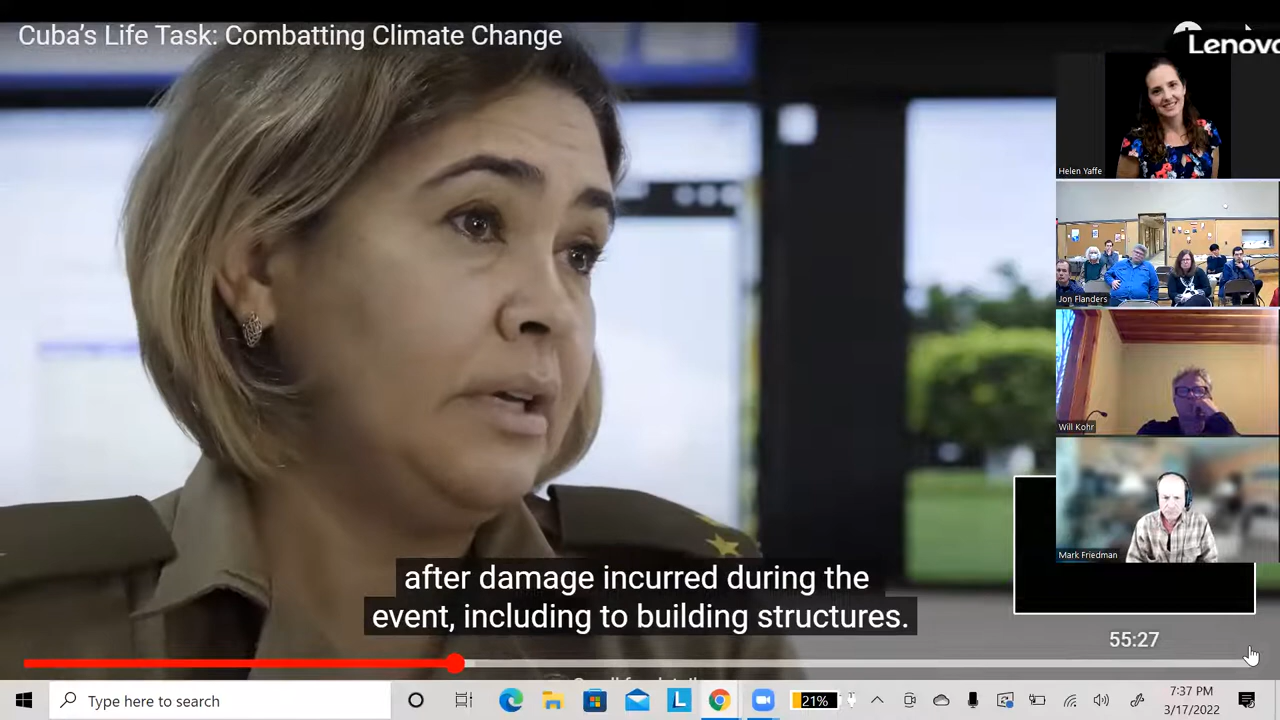 Cuba’s Life Task: Combatting Climate Change
Lenovo
Helen Yaffe
Jon Flanders
Will Kohr
Mark Friedman
after damage incurred during the
event, including to building structures.
55:27
Type here to search
L
21%
7:37 PM
3/17/2022